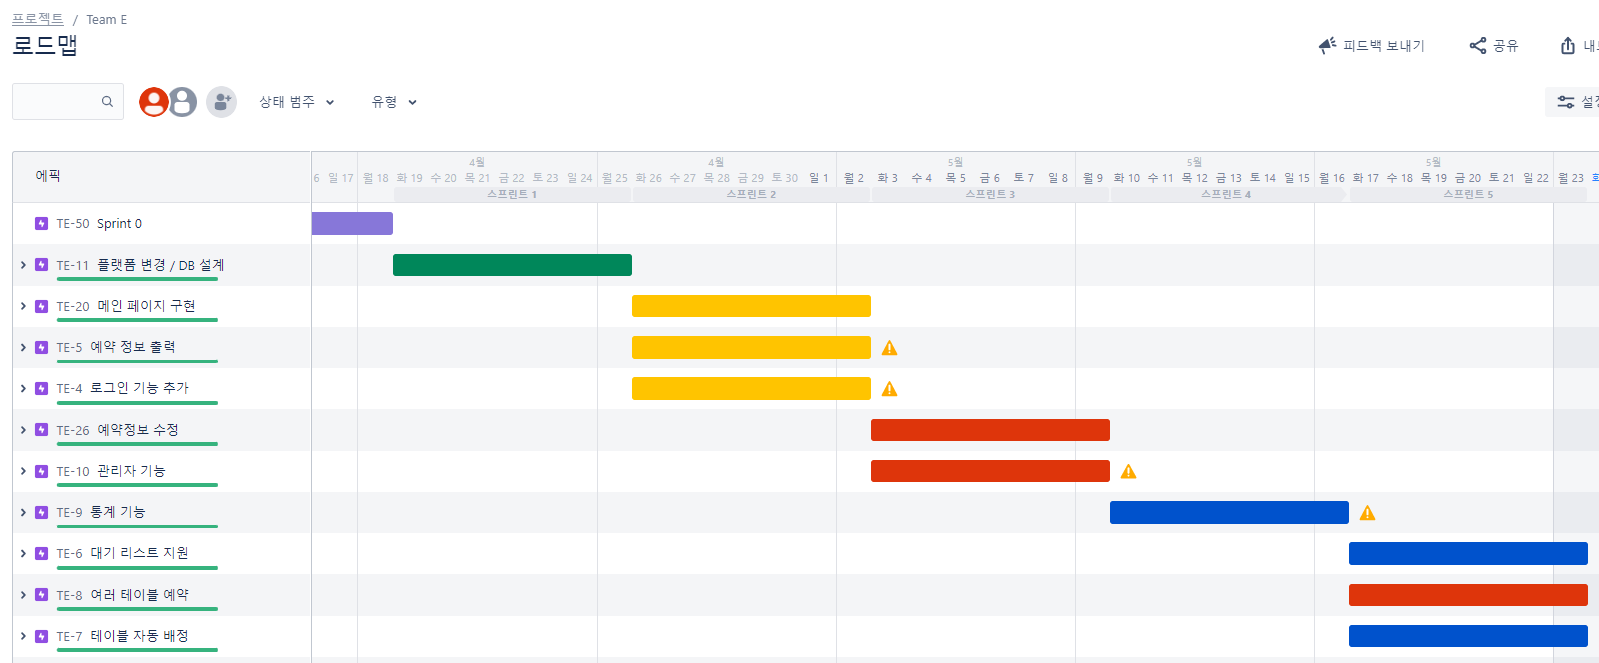 프로젝트 / Team E
로드맵
피드백 보내기 공유
상태 범주 유형
에픽
4월 4월 5월 5월 5월
6 일 17 월 18 화 19 수 20 목 21 금 22 토 23 일 24 월 25 화 26 수 27 목 28 금 29 토 30 일 1 월 2 화 3 수 4 목 5 금 6 토 7 일 8 월 9 화 10 수 11 목 12 금 13 토 14 일 15 월 16 화 17 수 18 목 19 금 20 토 21 일 22 월 23
스프린트 1 스프린트 2 스프린트 3 스프린트 4 스프린트 5
TE-50 Sprint 0
TE-11 플랫폼 변경 / DB 설계
TE-20 메인 페이지 구현
TE-5 예약 정보 출력
TE-4 로그인 기능 추가
TE-26 예약정보 수정
TE-10 관리자 기능
TE-9 통계 기능
TE-6 대기 리스트 지원
TE-8 여러 테이블 예약
TE-7 테이블 자동 배정